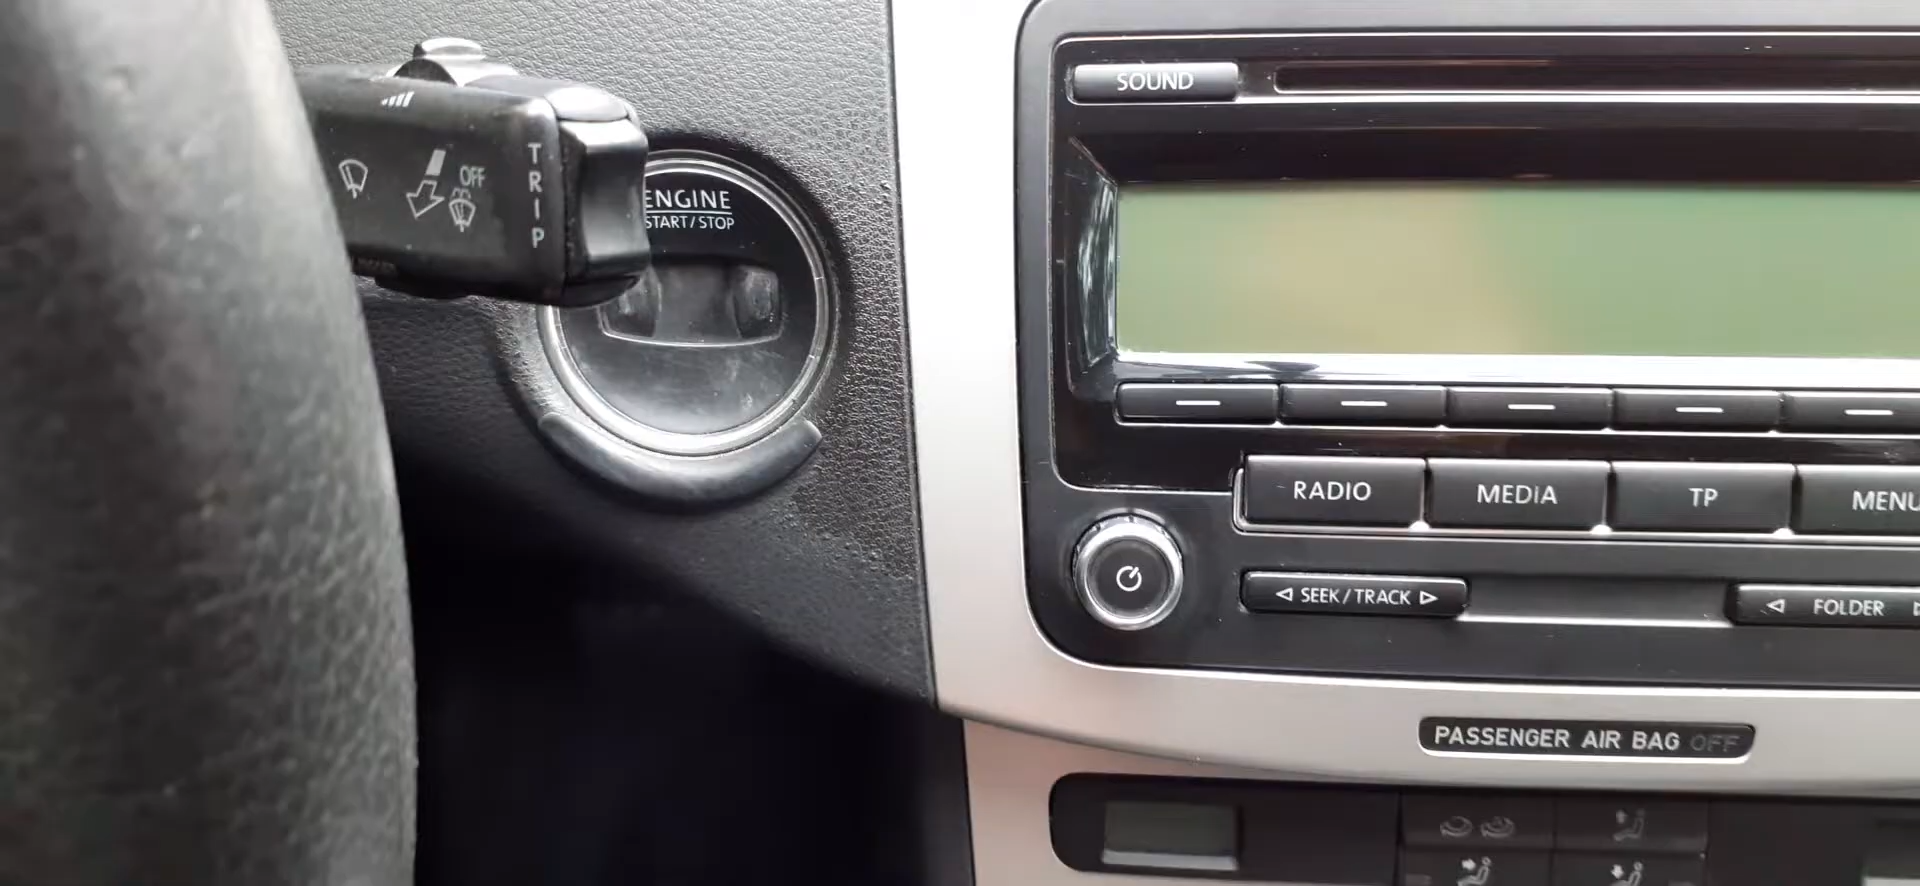 OFF
TRIP
ENGINE
START/STOP
SOUND
RADIO
MEDIA
TP
MENU
SEEK/TRACK
FOLDER
PASSENGER AIR BAG OFF